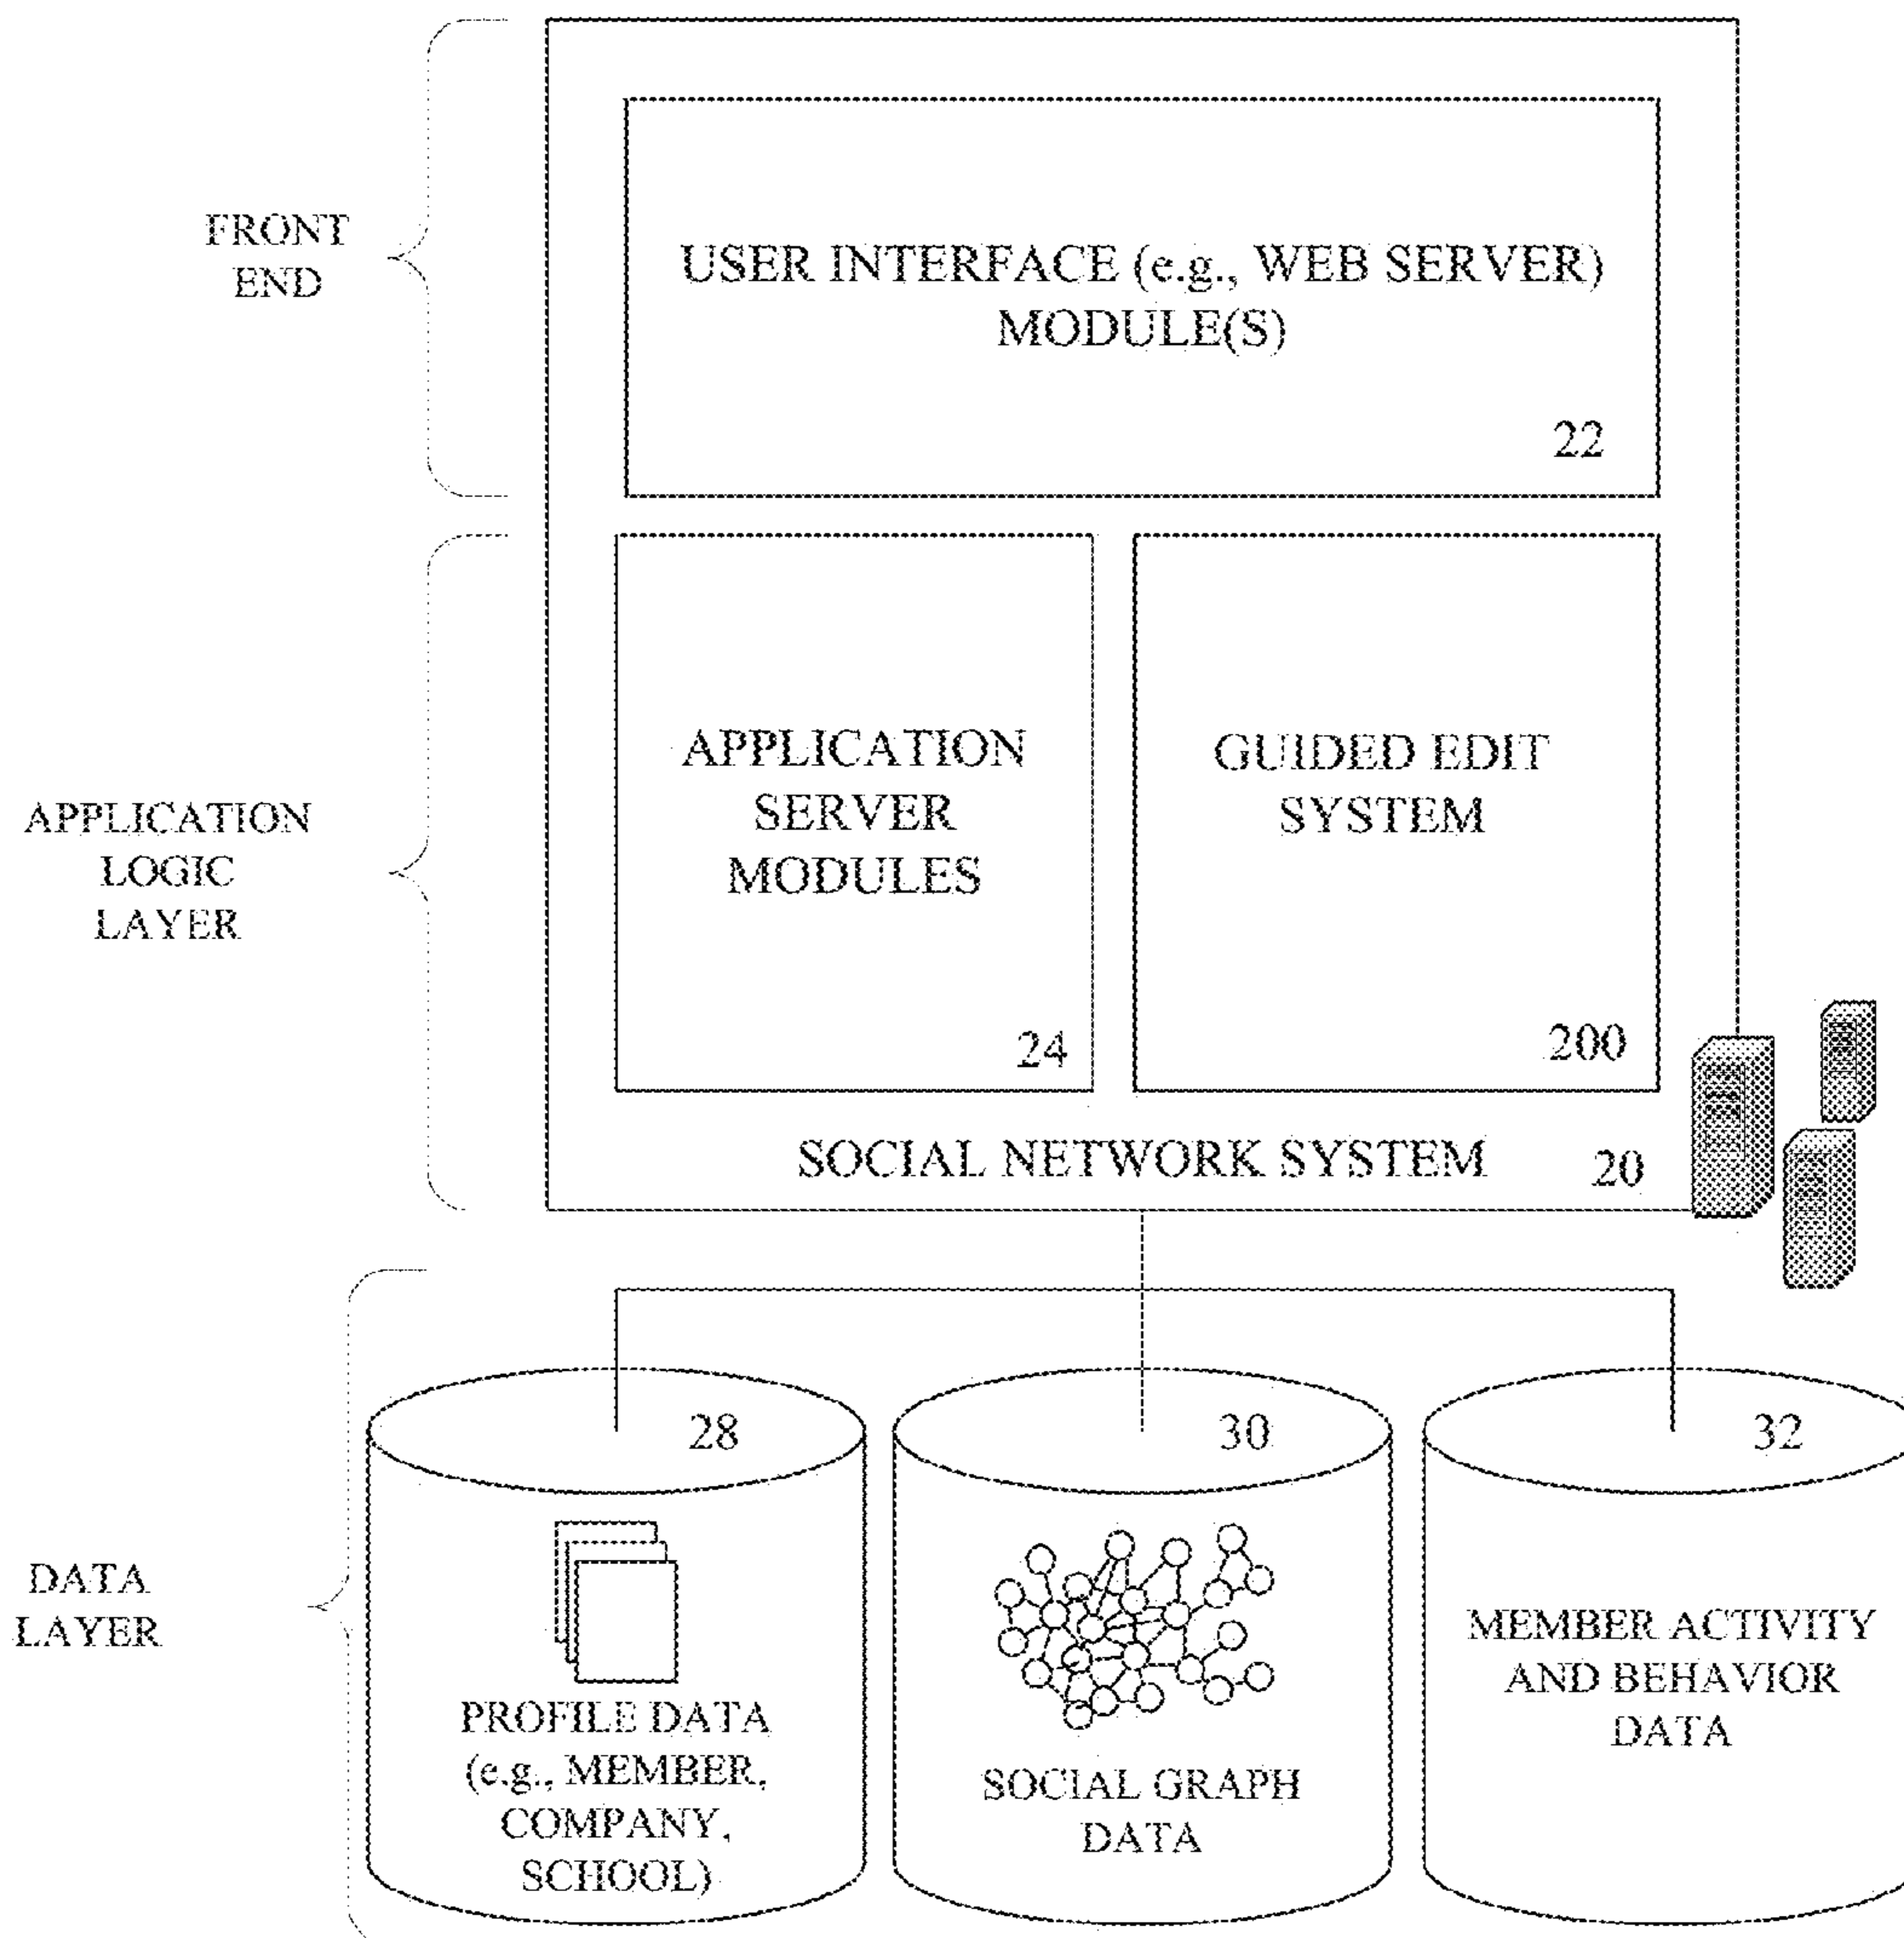 FRONT
END
USER INTERFACE (e.g., WEB SERVER)
MODULE(S)
22
APPLICATION
LOGIC
LAYER
APPLICATION
SERVER
MODULES
24
GUIDED EDIT
SYSTEM
200
SOCIAL NETWORK SYSTEM
20
DATA
LAYER
28
PROFILE DATA
(e.g., MEMBER,
COMPANY,
SCHOOL)
30
SOCIAL GRAPH
DATA
32
MEMBER ACTIVITY
AND BEHAVIOR
DATA